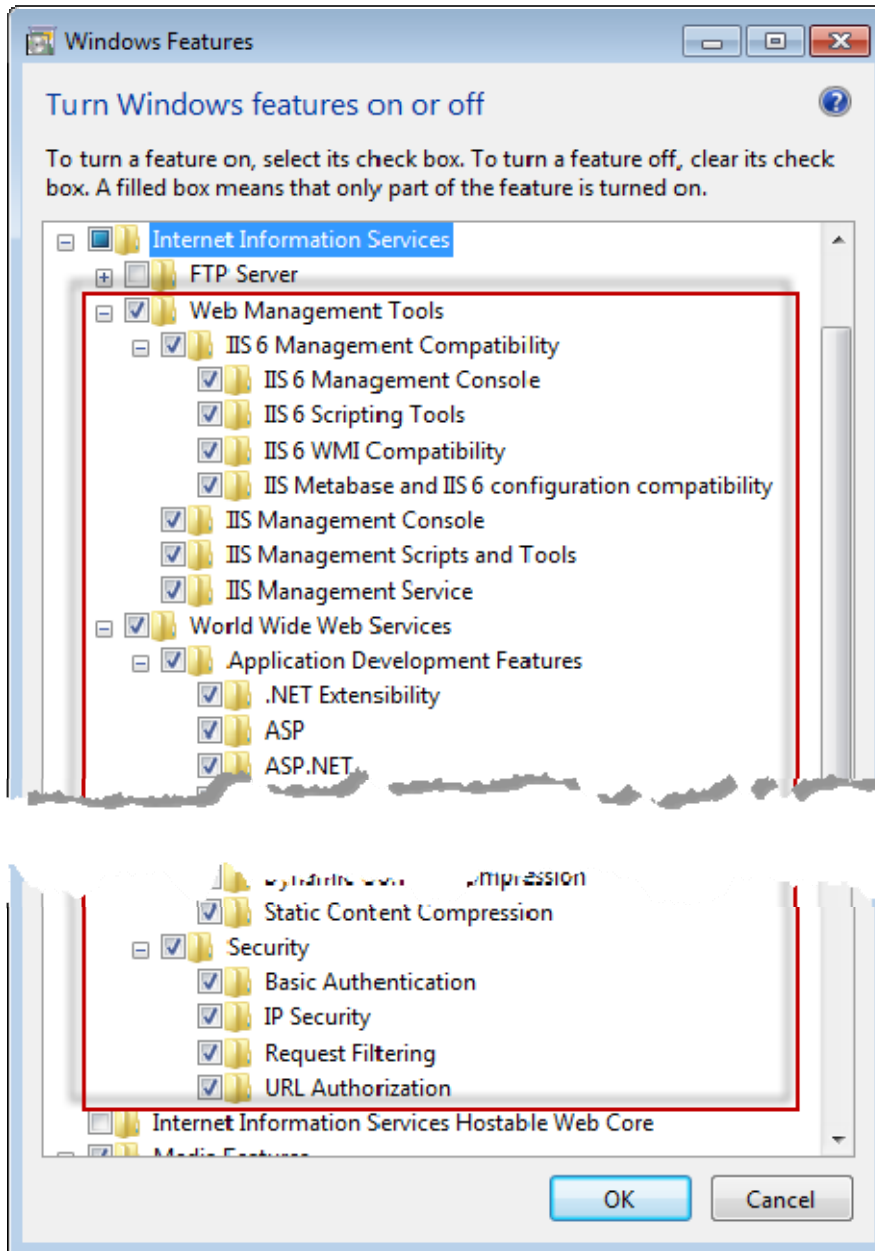 Windows Features
Turn Windows features on or off
To turn a feature on, select its check box. To turn a feature off, clear its check
box. A filled box means that only part of the feature is turned on.
Internet Information Services
FTP Server
Web Management Tools
IIS 6 Management Compatibility
IIS 6 Management Console
IIS 6 Scripting Tools
IIS 6 WMI Compatibility
IIS Metabase and IIS 6 configuration compatibility
IIS Management Console
IIS Management Scripts and Tools
IIS Management Service
World Wide Web Services
Application Development Features
.NET Extensibility
ASP
ASP.NET
Static Content Compression
Security
Basic Authentication
IP Security
Request Filtering
URL Authorization
Internet Information Services Hostable Web Core
Media Features
OK
Cancel